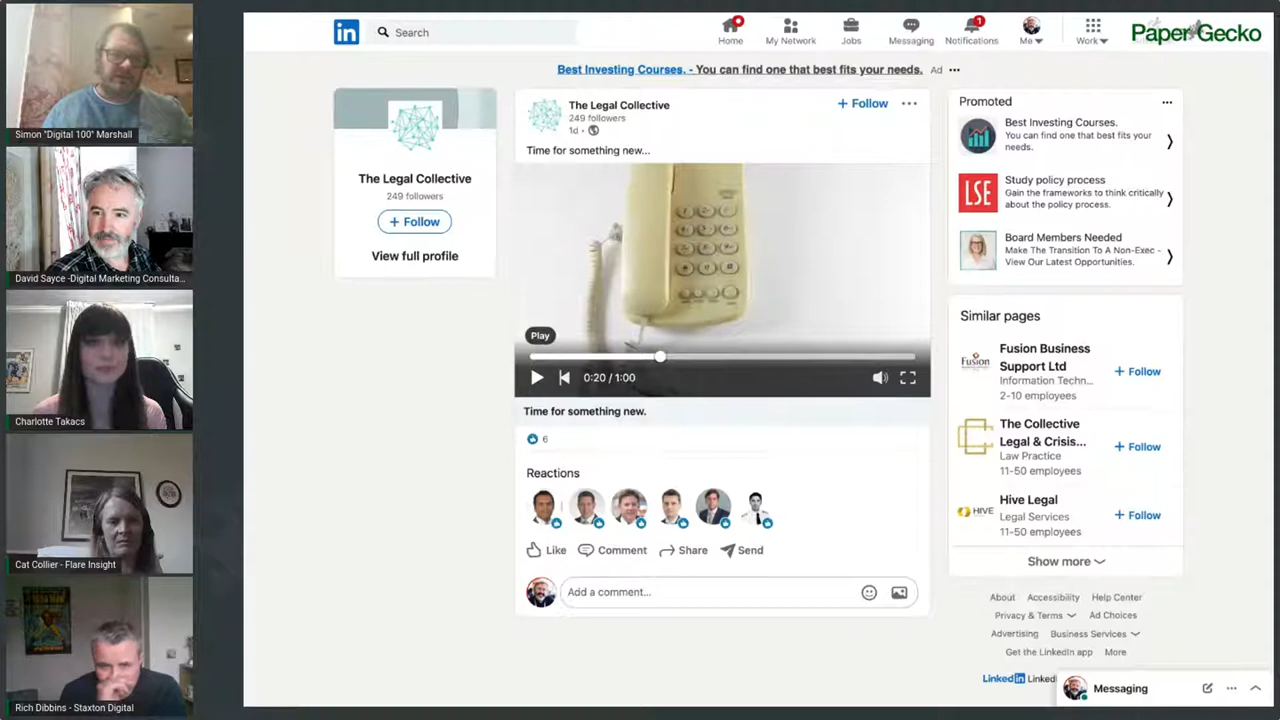 Simon "Digital 100" Marshall
David Sayce -Digital Marketing Consulta...
Charlotte Takacs
Cat Collier - Flare Insight
Rich Dibbins - Staxton Digital
in
Search
Home
My Network
Jobs
Messaging
1
Notifications
Me
Work
Paper Gecko
Best Investing Courses. - You can find one that best fits your needs. Ad ...
The Legal Collective
249 followers
+ Follow
View full profile
The Legal Collective
249 followers
1d •
+ Follow
Time for something new...
Play
0:20 / 1:00
Time for something new.
6
Reactions
Like
Comment
Share
Send
Add a comment...
Promoted
Best Investing Courses.
You can find one that best fits your
needs.
LSE
Study policy process
Gain the frameworks to think critically
about the policy process.
Board Members Needed
Make The Transition To A Non-Exec -
View Our Latest Opportunities.
Similar pages
Fusion
Fusion Business
Support Ltd
Information Techn...
2-10 employees
+ Follow
The Collective
Legal & Crisis...
Law Practice
11-50 employees
+ Follow
HIVE
Hive Legal
Legal Services
11-50 employees
+ Follow
Show more
About Accessibility Help Center
Privacy & Terms Ad Choices
Advertising Business Services
Get the LinkedIn app More
Linkedin LinkedI
Messaging